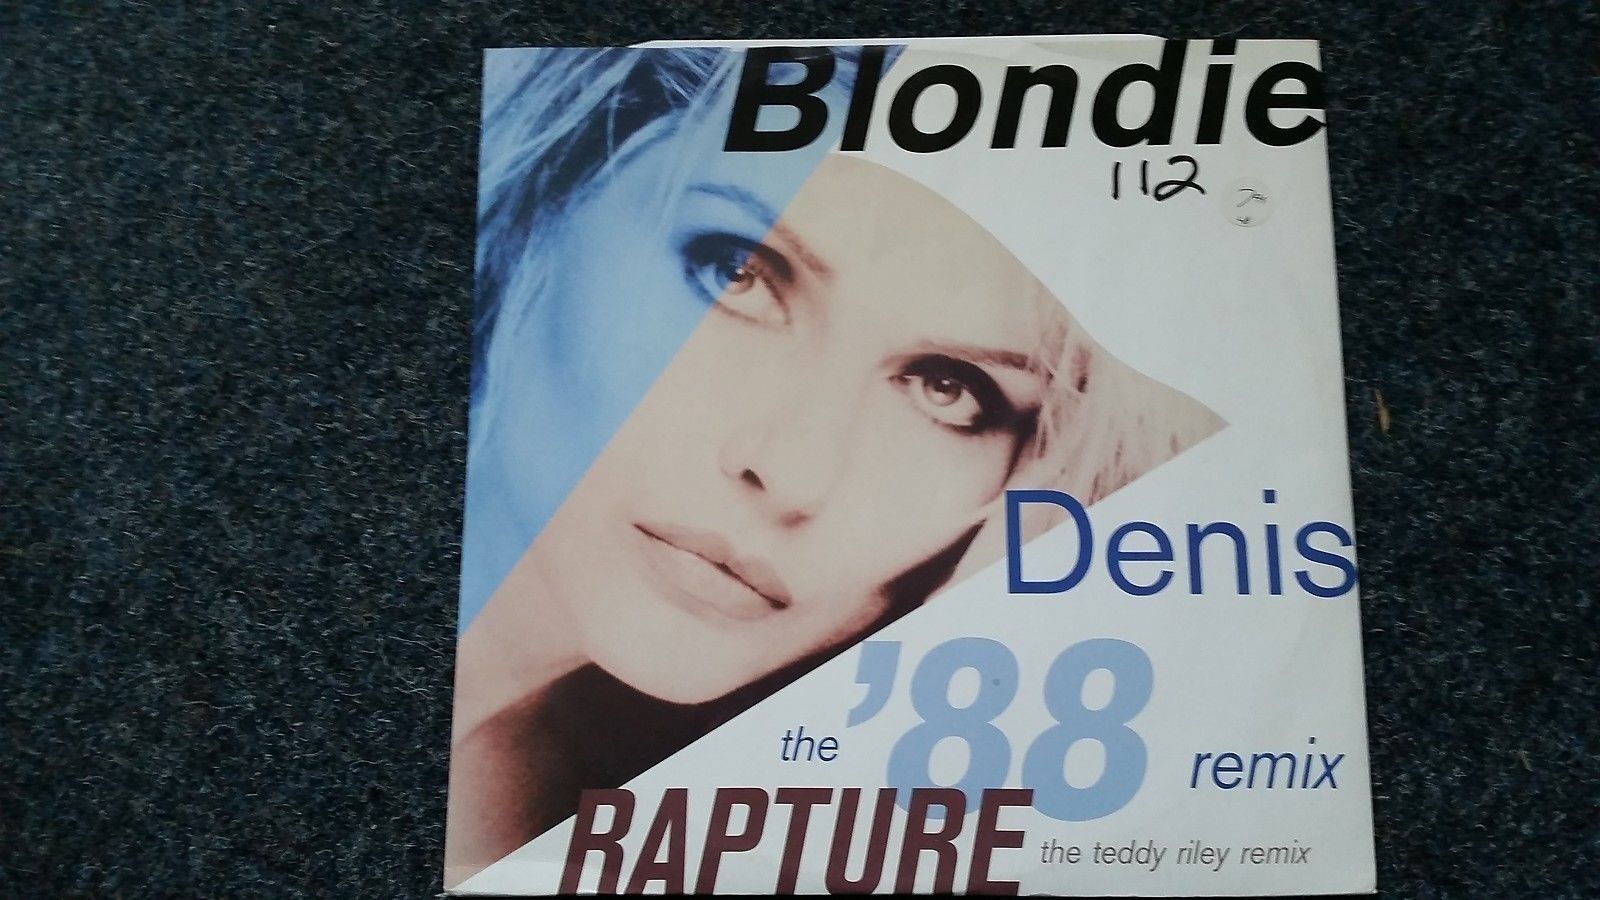 Blondie
112
Denis
the '88 remix
RAPTURE
the teddy riley remix